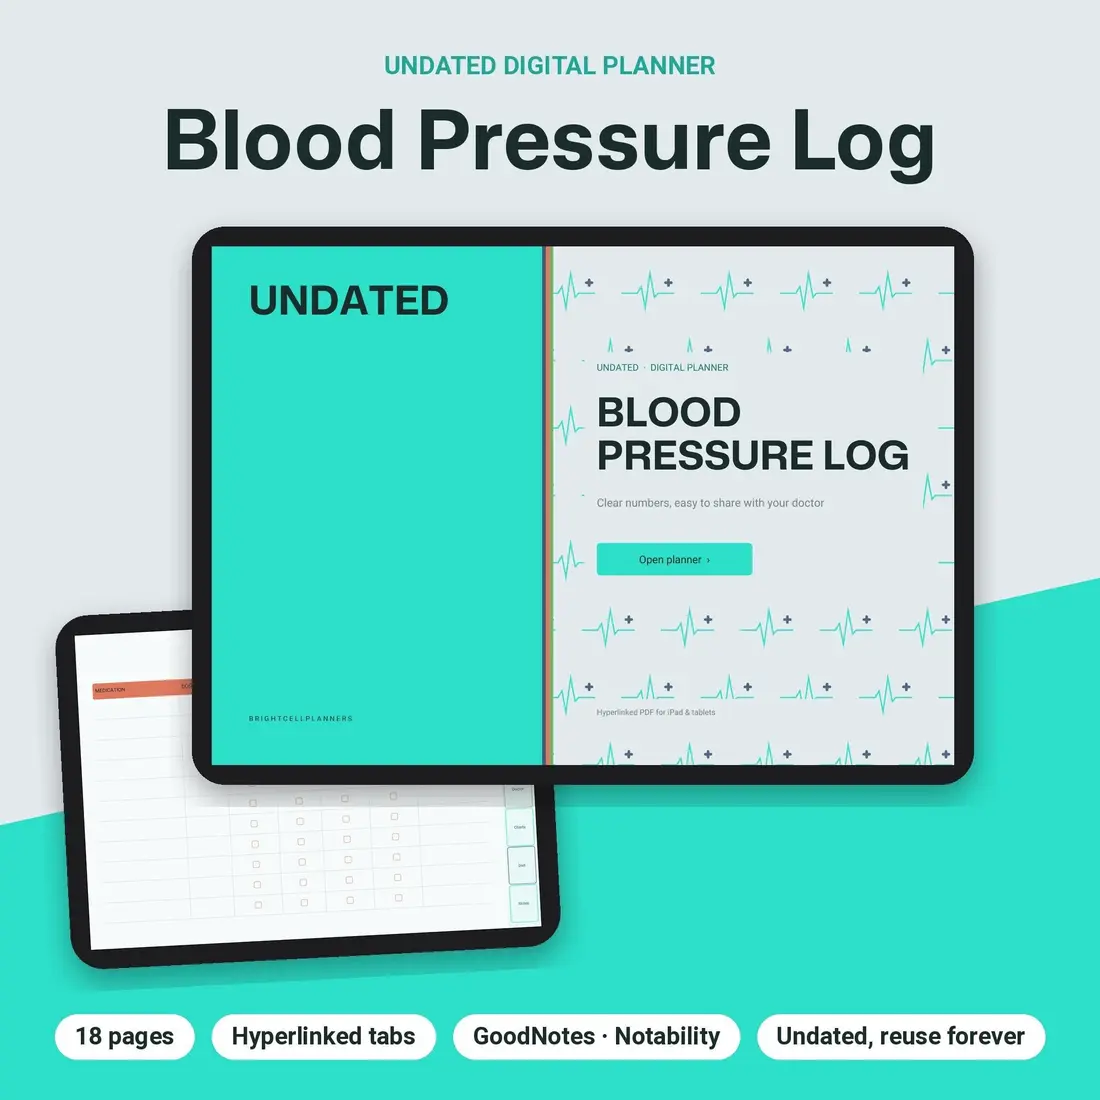 UNDATED DIGITAL PLANNER
Blood Pressure Log
UNDATED
UNDATED · DIGITAL PLANNER
BLOOD
PRESSURE LOG
Clear numbers, easy to share with your doctor
Open planner ›
Hyperlinked PDF for iPad & tablets
BRIGHTCELLPLANNERS
MEDICATION
Charts
Notes
18 pages
Hyperlinked tabs
GoodNotes · Notability
Undated, reuse forever